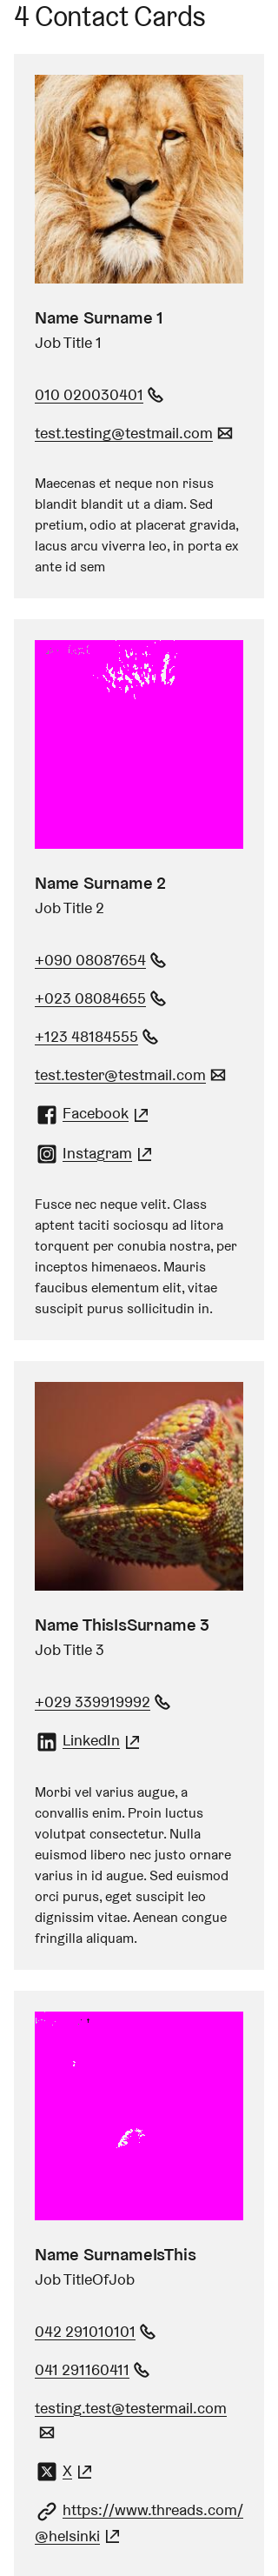 4 Contact Cards
Name Surname 1
Job Title 1
010 020030401
test.testing@testmail.com
Maecenas et neque non risus
blandit blandit ut a diam. Sed
pretium, odio at placerat gravida,
lacus arcu viverra leo, in porta ex
ante id sem
Name Surname 2
Job Title 2
+090 08087654
+023 08084655
+123 48184555
test.tester@testmail.com
Facebook
Instagram
Fusce nec neque velit. Class
aptent taciti sociosqu ad litora
torquent per conubia nostra, per
inceptos himenaeos. Mauris
faucibus elementum elit, vitae
suscipit purus sollicitudin in.
Name ThisIsSurname 3
Job Title 3
+029 339919992
LinkedIn
Morbi vel varius augue, a
convallis enim. Proin luctus
volutpat consectetur. Nulla
euismod libero nec justo ornare
varius in id augue. Sed euismod
orci purus, eget suscipit leo
dignissim vitae. Aenean congue
fringilla aliquam.
Name SurnameIsThis
Job TitleOfJob
042 291010101
041 291160411
testing.test@testermail.com
X
https://www.threads.com/
@helsinki